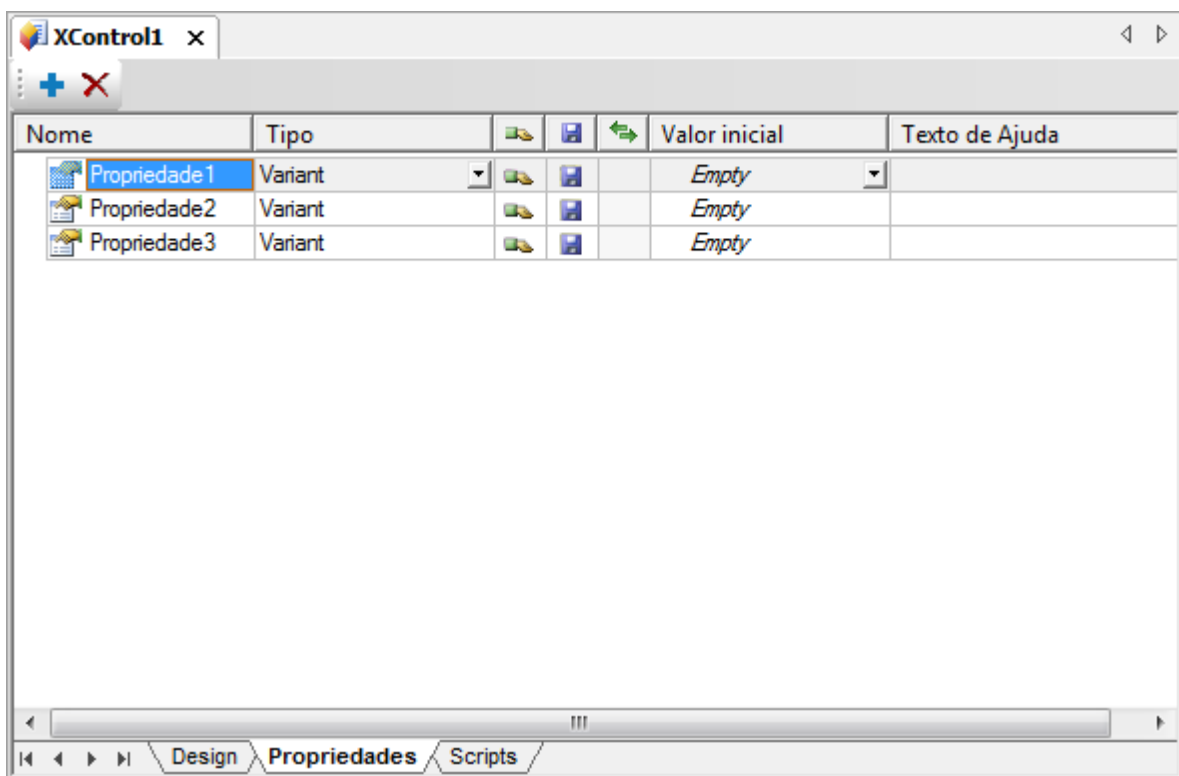 XControl1
Nome Tipo Valor inicial Texto de Ajuda
Propriedade1 Variant Empty
Propriedade2 Variant Empty
Propriedade3 Variant Empty
Design Propriedades Scripts